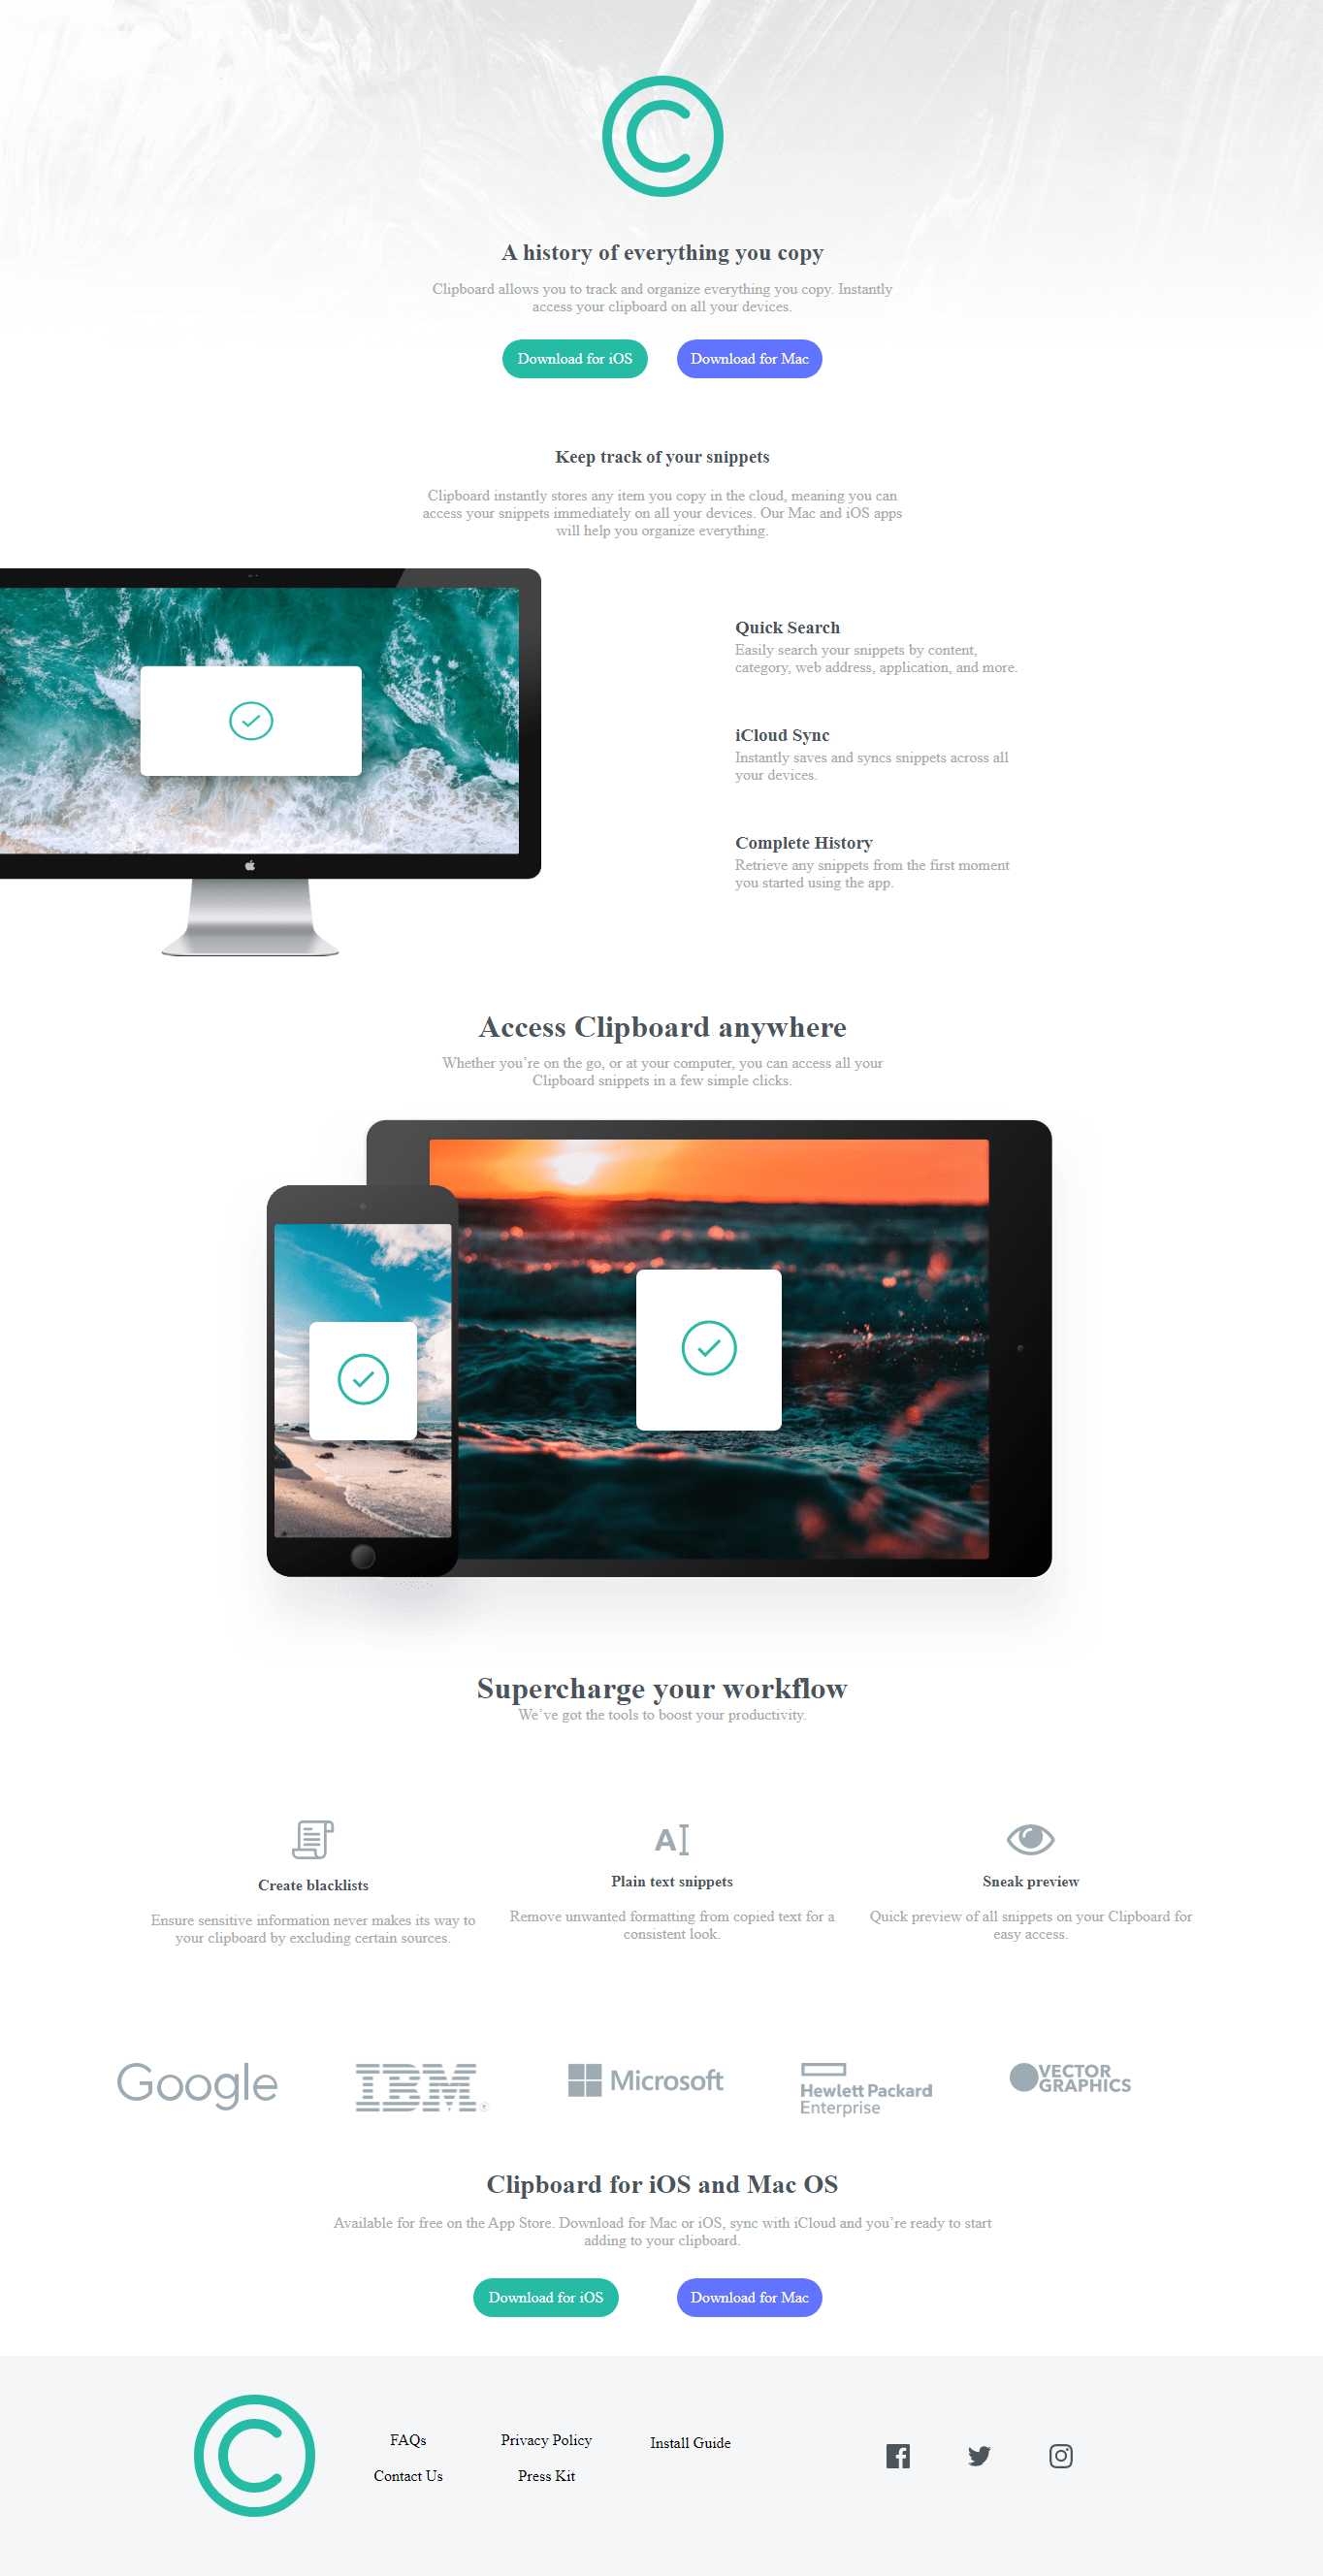 A history of everything you copy
Clipboard allows you to track and organize everything you copy. Instantly
access your clipboard on all your devices.
Download for iOS
Download for Mac
Keep track of your snippets
Clipboard instantly stores any item you copy in the cloud, meaning you can
access your snippets immediately on all your devices. Our Mac and iOS apps
will help you organize everything.
Quick Search
Easily search your snippets by content,
category, web address, application, and more.
iCloud Sync
Instantly saves and syncs snippets across all
your devices.
Complete History
Retrieve any snippets from the first moment
you started using the app.
Access Clipboard anywhere
Whether you’re on the go, or at your computer, you can access all your
Clipboard snippets in a few simple clicks.
Supercharge your workflow
We’ve got the tools to boost your productivity.
Create blacklists
Ensure sensitive information never makes its way to
your clipboard by excluding certain sources.
Plain text snippets
Remove unwanted formatting from copied text for a
consistent look.
Sneak preview
Quick preview of all snippets on your Clipboard for
easy access.
Google
IBM
Microsoft
Hewlett Packard
Enterprise
VECTOR
GRAPHICS
Clipboard for iOS and Mac OS
Available for free on the App Store. Download for Mac or iOS, sync with iCloud and you’re ready to start
adding to your clipboard.
Download for iOS
Download for Mac
FAQs
Contact Us
Privacy Policy
Press Kit
Install Guide